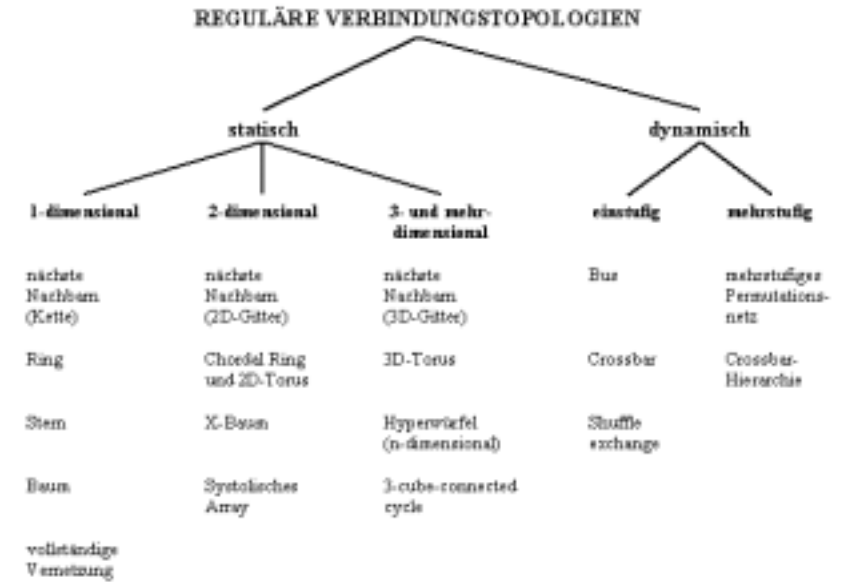 REGULÄRE VERBINDUNGSTOPOLOGIEN
statisch
dynamisch
1-dimensional
2-dimensional
3- und mehr-
dimensional
einstufig
mehrstufig
nächste
Nachbarn
(Kette)
nächste
Nachbarn
(2D-Gitter)
nächste
Nachbarn
(3D-Gitter)
Bus
mehrstufiges
Permutations-
netz
Ring
Chordal Ring
und 2D-Torus
3D-Torus
Crossbar
Crossbar-
Hierarchie
Stern
X-Baum
Hyperwürfel
(n-dimensional)
Shuffle
exchange
Baum
Systolisches
Array
3-cube-connected
cycle
vollständige
Vernetzung